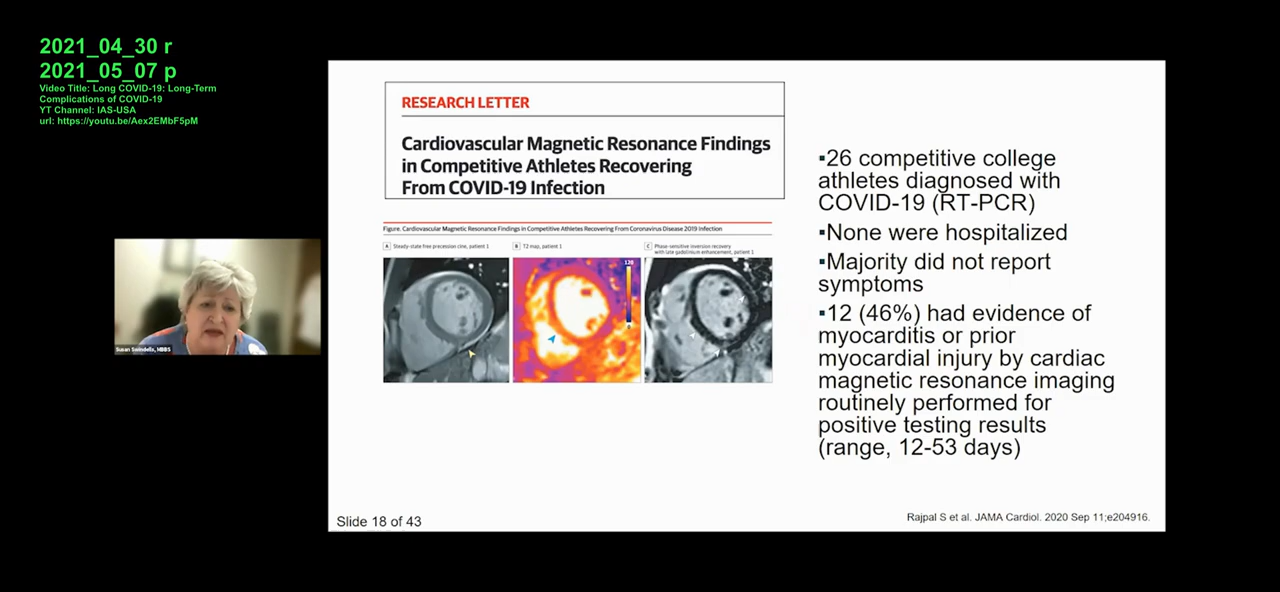 2021_04_30 r
2021_05_07 p
Video Title: Long COVID-19: Long-Term
Complications of COVID-19
YT Channel: IAS-USA
url: https://youtu.be/Aex2EMbF5pM
RESEARCH LETTER
Cardiovascular Magnetic Resonance Findings
in Competitive Athletes Recovering
From COVID-19 Infection
Figure. Cardiovascular Magnetic Resonance Findings in Competitive Athletes Recovering From Coronavirus Disease 2019 Infection
A Steady-state free precession cine, patient 1
B T2 map, patient 1
C Phase-sensitive inversion recovery
with late gadolinium enhancement, patient 1
120
0
▪26 competitive college
athletes diagnosed with
COVID-19 (RT-PCR)
▪None were hospitalized
▪Majority did not report
symptoms
▪12 (46%) had evidence of
myocarditis or prior
myocardial injury by cardiac
magnetic resonance imaging
routinely performed for
positive testing results
(range, 12-53 days)
Susan Swindells, MBBS
Slide 18 of 43
Rajpal S et al. JAMA Cardiol. 2020 Sep 11;e204916.